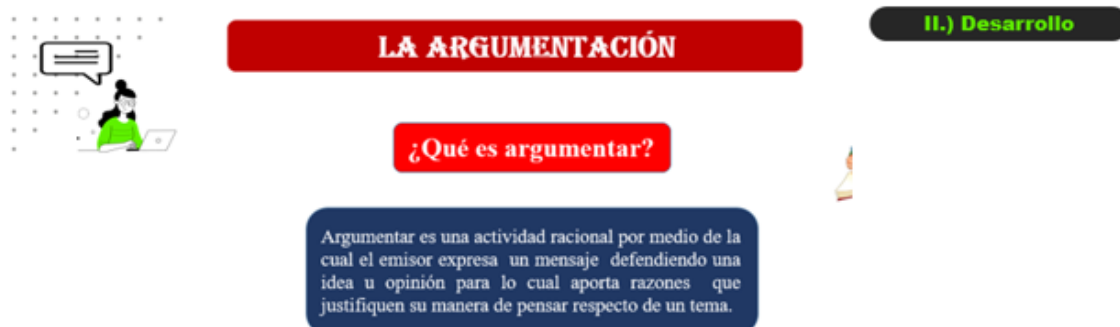 LA ARGUMENTACIÓN
II.) Desarrollo
¿Qué es argumentar?
Argumentar es una actividad racional por medio de la
cual el emisor expresa un mensaje defendiendo una
idea u opinión para lo cual aporta razones que
justifiquen su manera de pensar respecto de un tema.